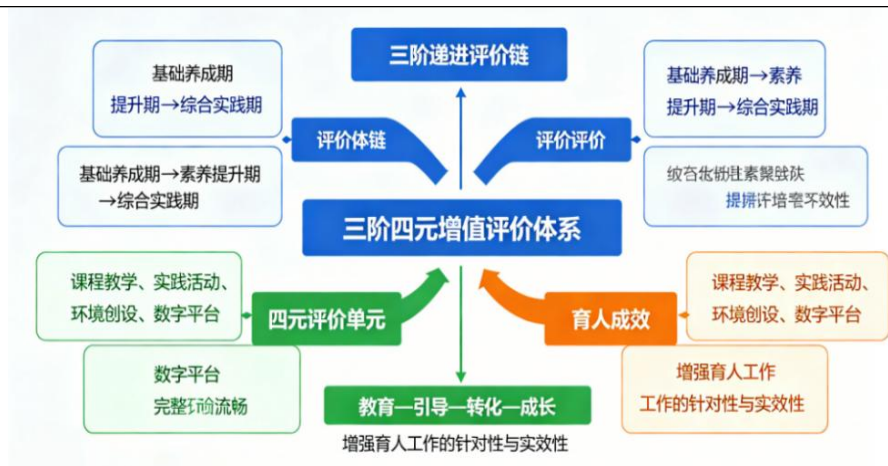 三阶递进评价链
基础养成期
提升期→综合实践期
基础养成期→素养
提升期→综合实践期
评价体链
评价评价
基础养成期→素养提升期
→综合实践期
三阶四元增值评价体系
课程教学、实践活动、
环境创设、数字平台
四元评价单元
育人成效
课程教学、实践活动、
环境创设、数字平台
数字平台
完整 流畅
教育—引导—转化—成长
增强育人工作的针对性与实效性
增强育人工作
工作的针对性与实效性